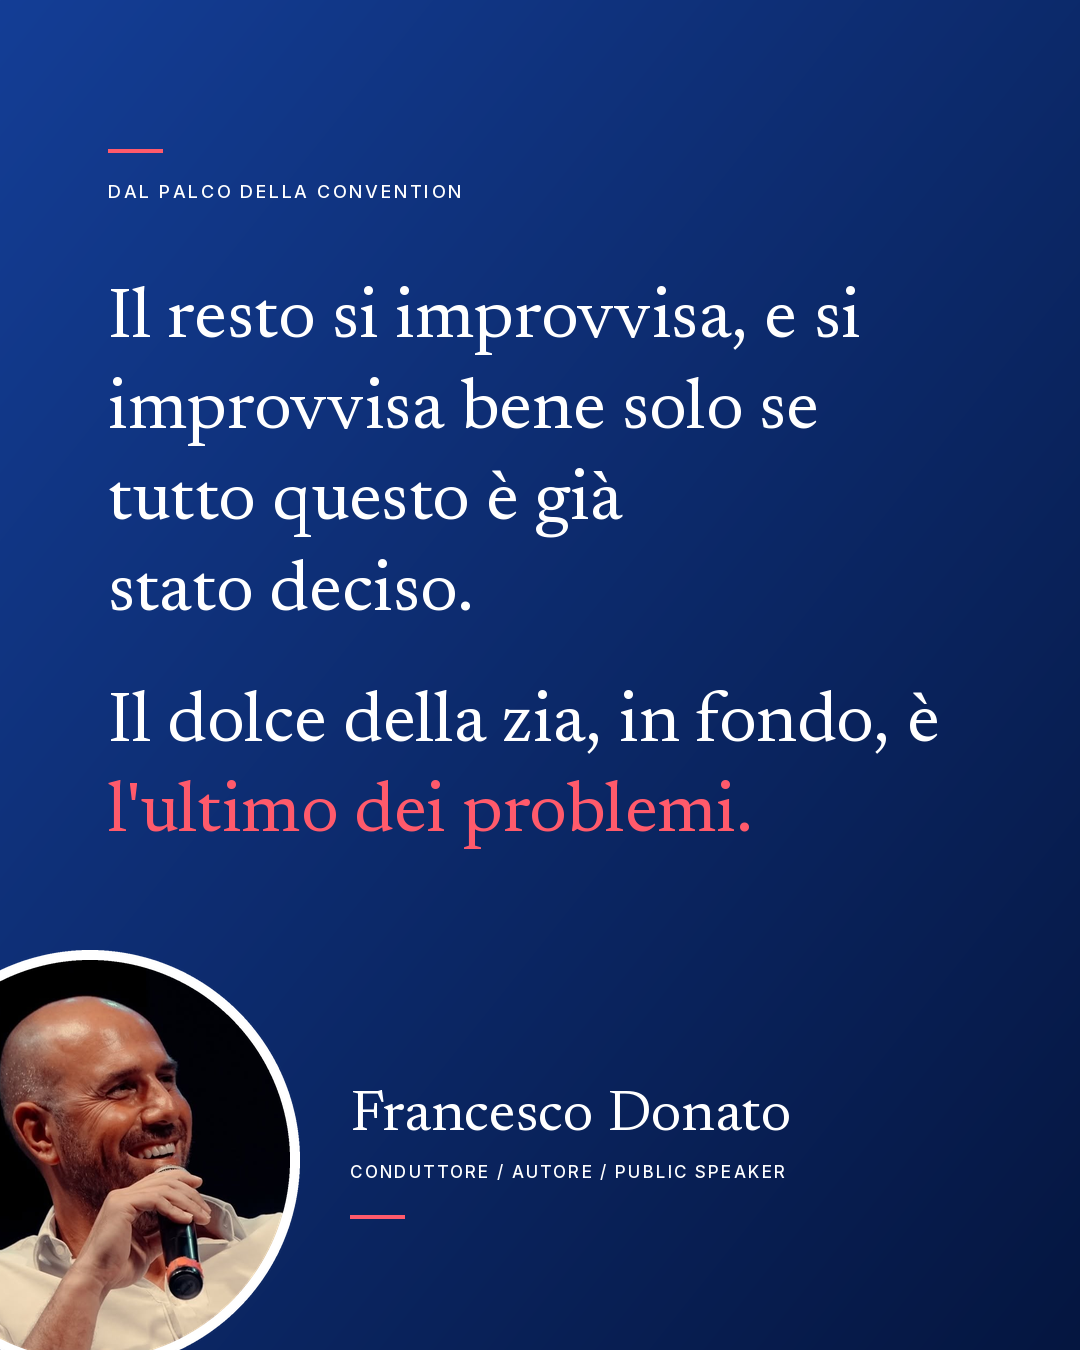 DAL PALCO DELLA CONVENTION
Il resto si improvvisa, e si
improvvisa bene solo se
tutto questo è già
stato deciso.
Il dolce della zia, in fondo, è
l'ultimo dei problemi.
Francesco Donato
CONDUTTORE / AUTORE / PUBLIC SPEAKER